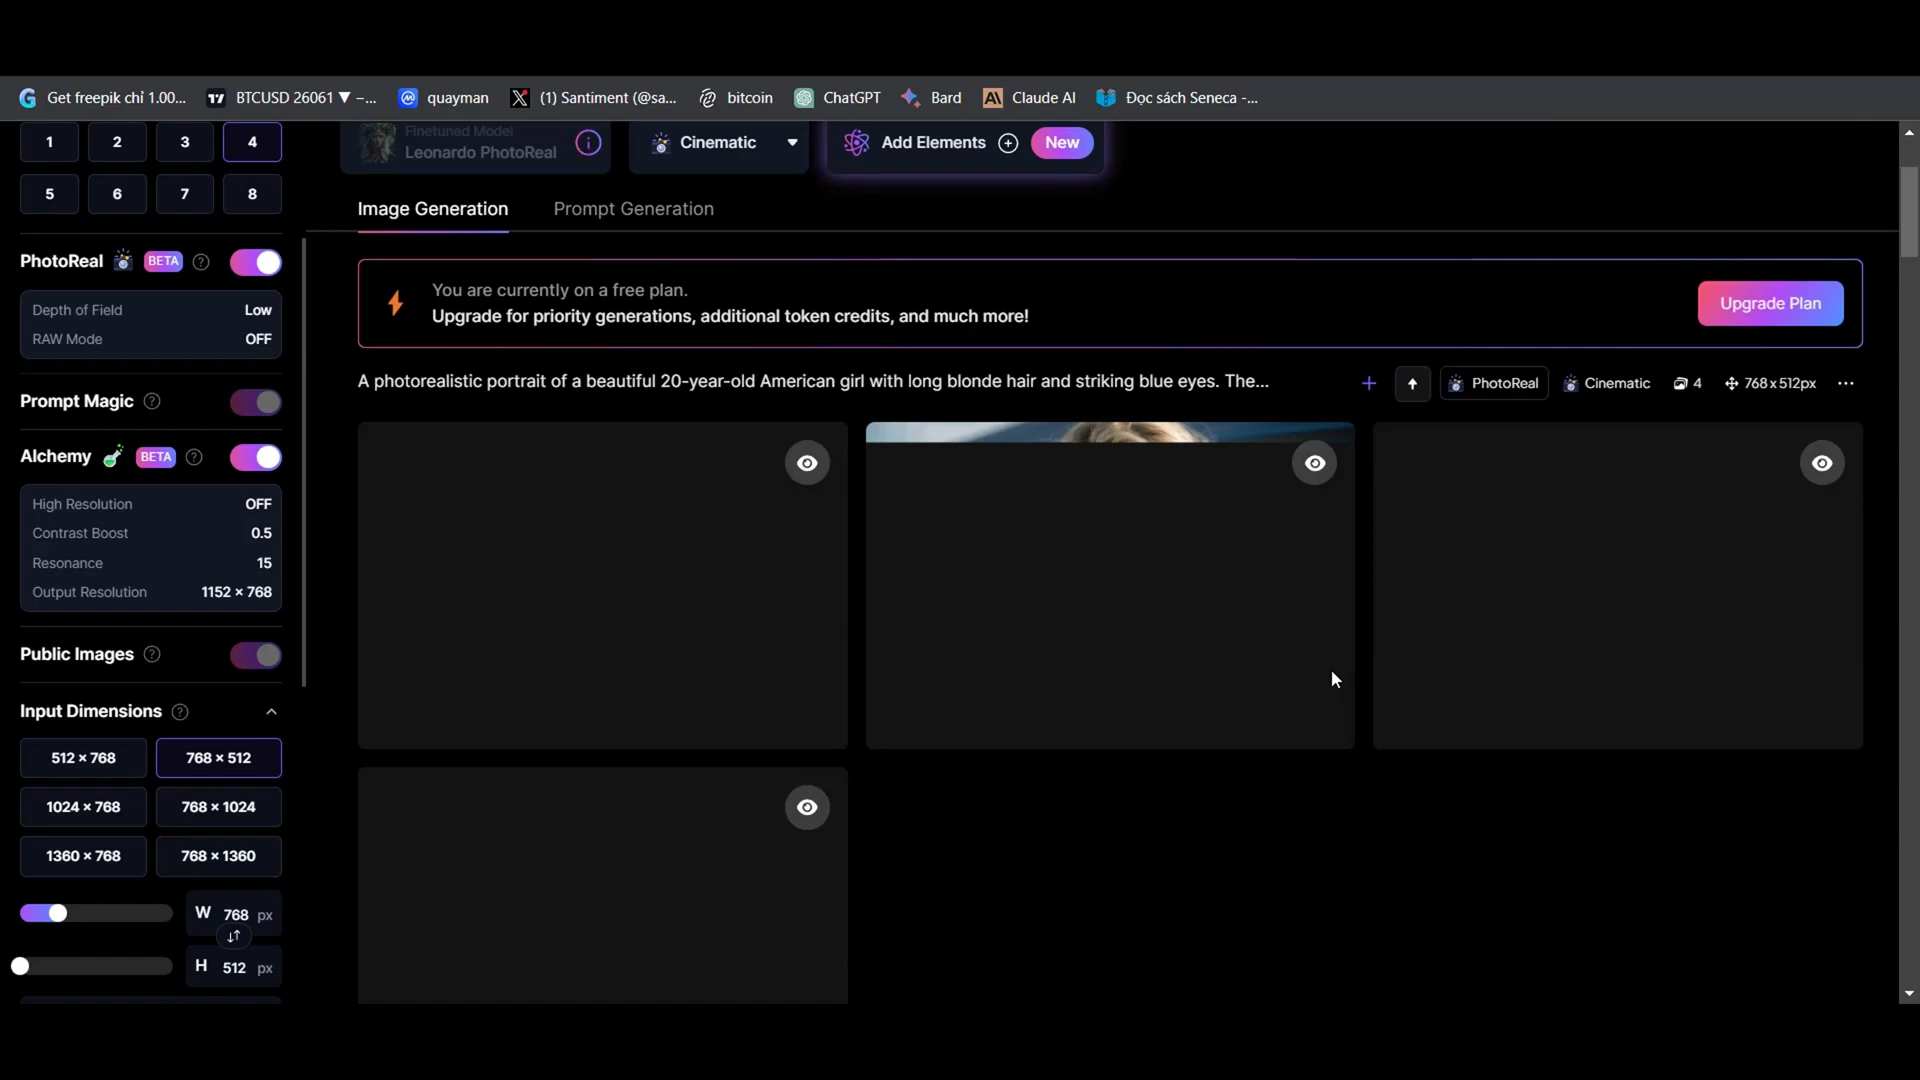 Get freepik chỉ 1.00...
BTCUSD 26061 ▼ –...
quayman
(1) Santiment (@sa...
bitcoin
ChatGPT
Bard
Claude AI
Đọc sách Seneca -...
1 2 3 4
5 6 7 8
PhotoReal BETA
Depth of Field Low
RAW Mode OFF
Prompt Magic
Alchemy BETA
High Resolution OFF
Contrast Boost 0.5
Resonance 15
Output Resolution 1152 × 768
Public Images
Input Dimensions
512 × 768 768 × 512
1024 × 768 768 × 1024
1360 × 768 768 × 1360
W 768 px
H 512 px
Finetuned Model
Leonardo PhotoReal
Cinematic
Add Elements New
Image Generation Prompt Generation
You are currently on a free plan.
Upgrade for priority generations, additional token credits, and much more!
Upgrade Plan
A photorealistic portrait of a beautiful 20-year-old American girl with long blonde hair and striking blue eyes. The...
PhotoReal Cinematic 4 768 x 512px